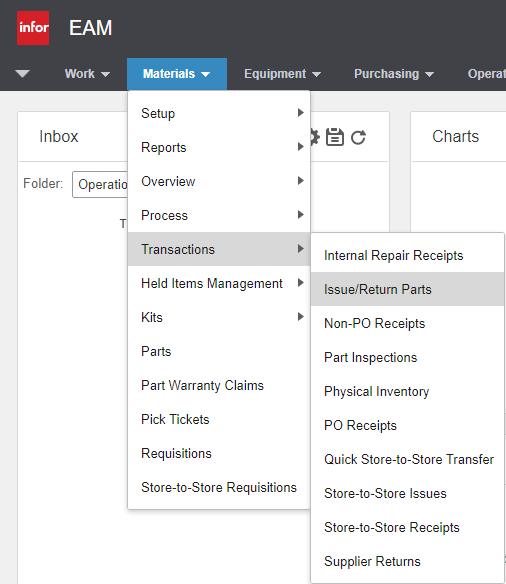 infor EAM
Work Materials Equipment Purchasing Operat
Inbox
Charts
Folder: Operatio
T
Setup
Reports
Overview
Process
Transactions
Held Items Management
Kits
Parts
Part Warranty Claims
Pick Tickets
Requisitions
Store-to-Store Requisitions
Internal Repair Receipts
Issue/Return Parts
Non-PO Receipts
Part Inspections
Physical Inventory
PO Receipts
Quick Store-to-Store Transfer
Store-to-Store Issues
Store-to-Store Receipts
Supplier Returns